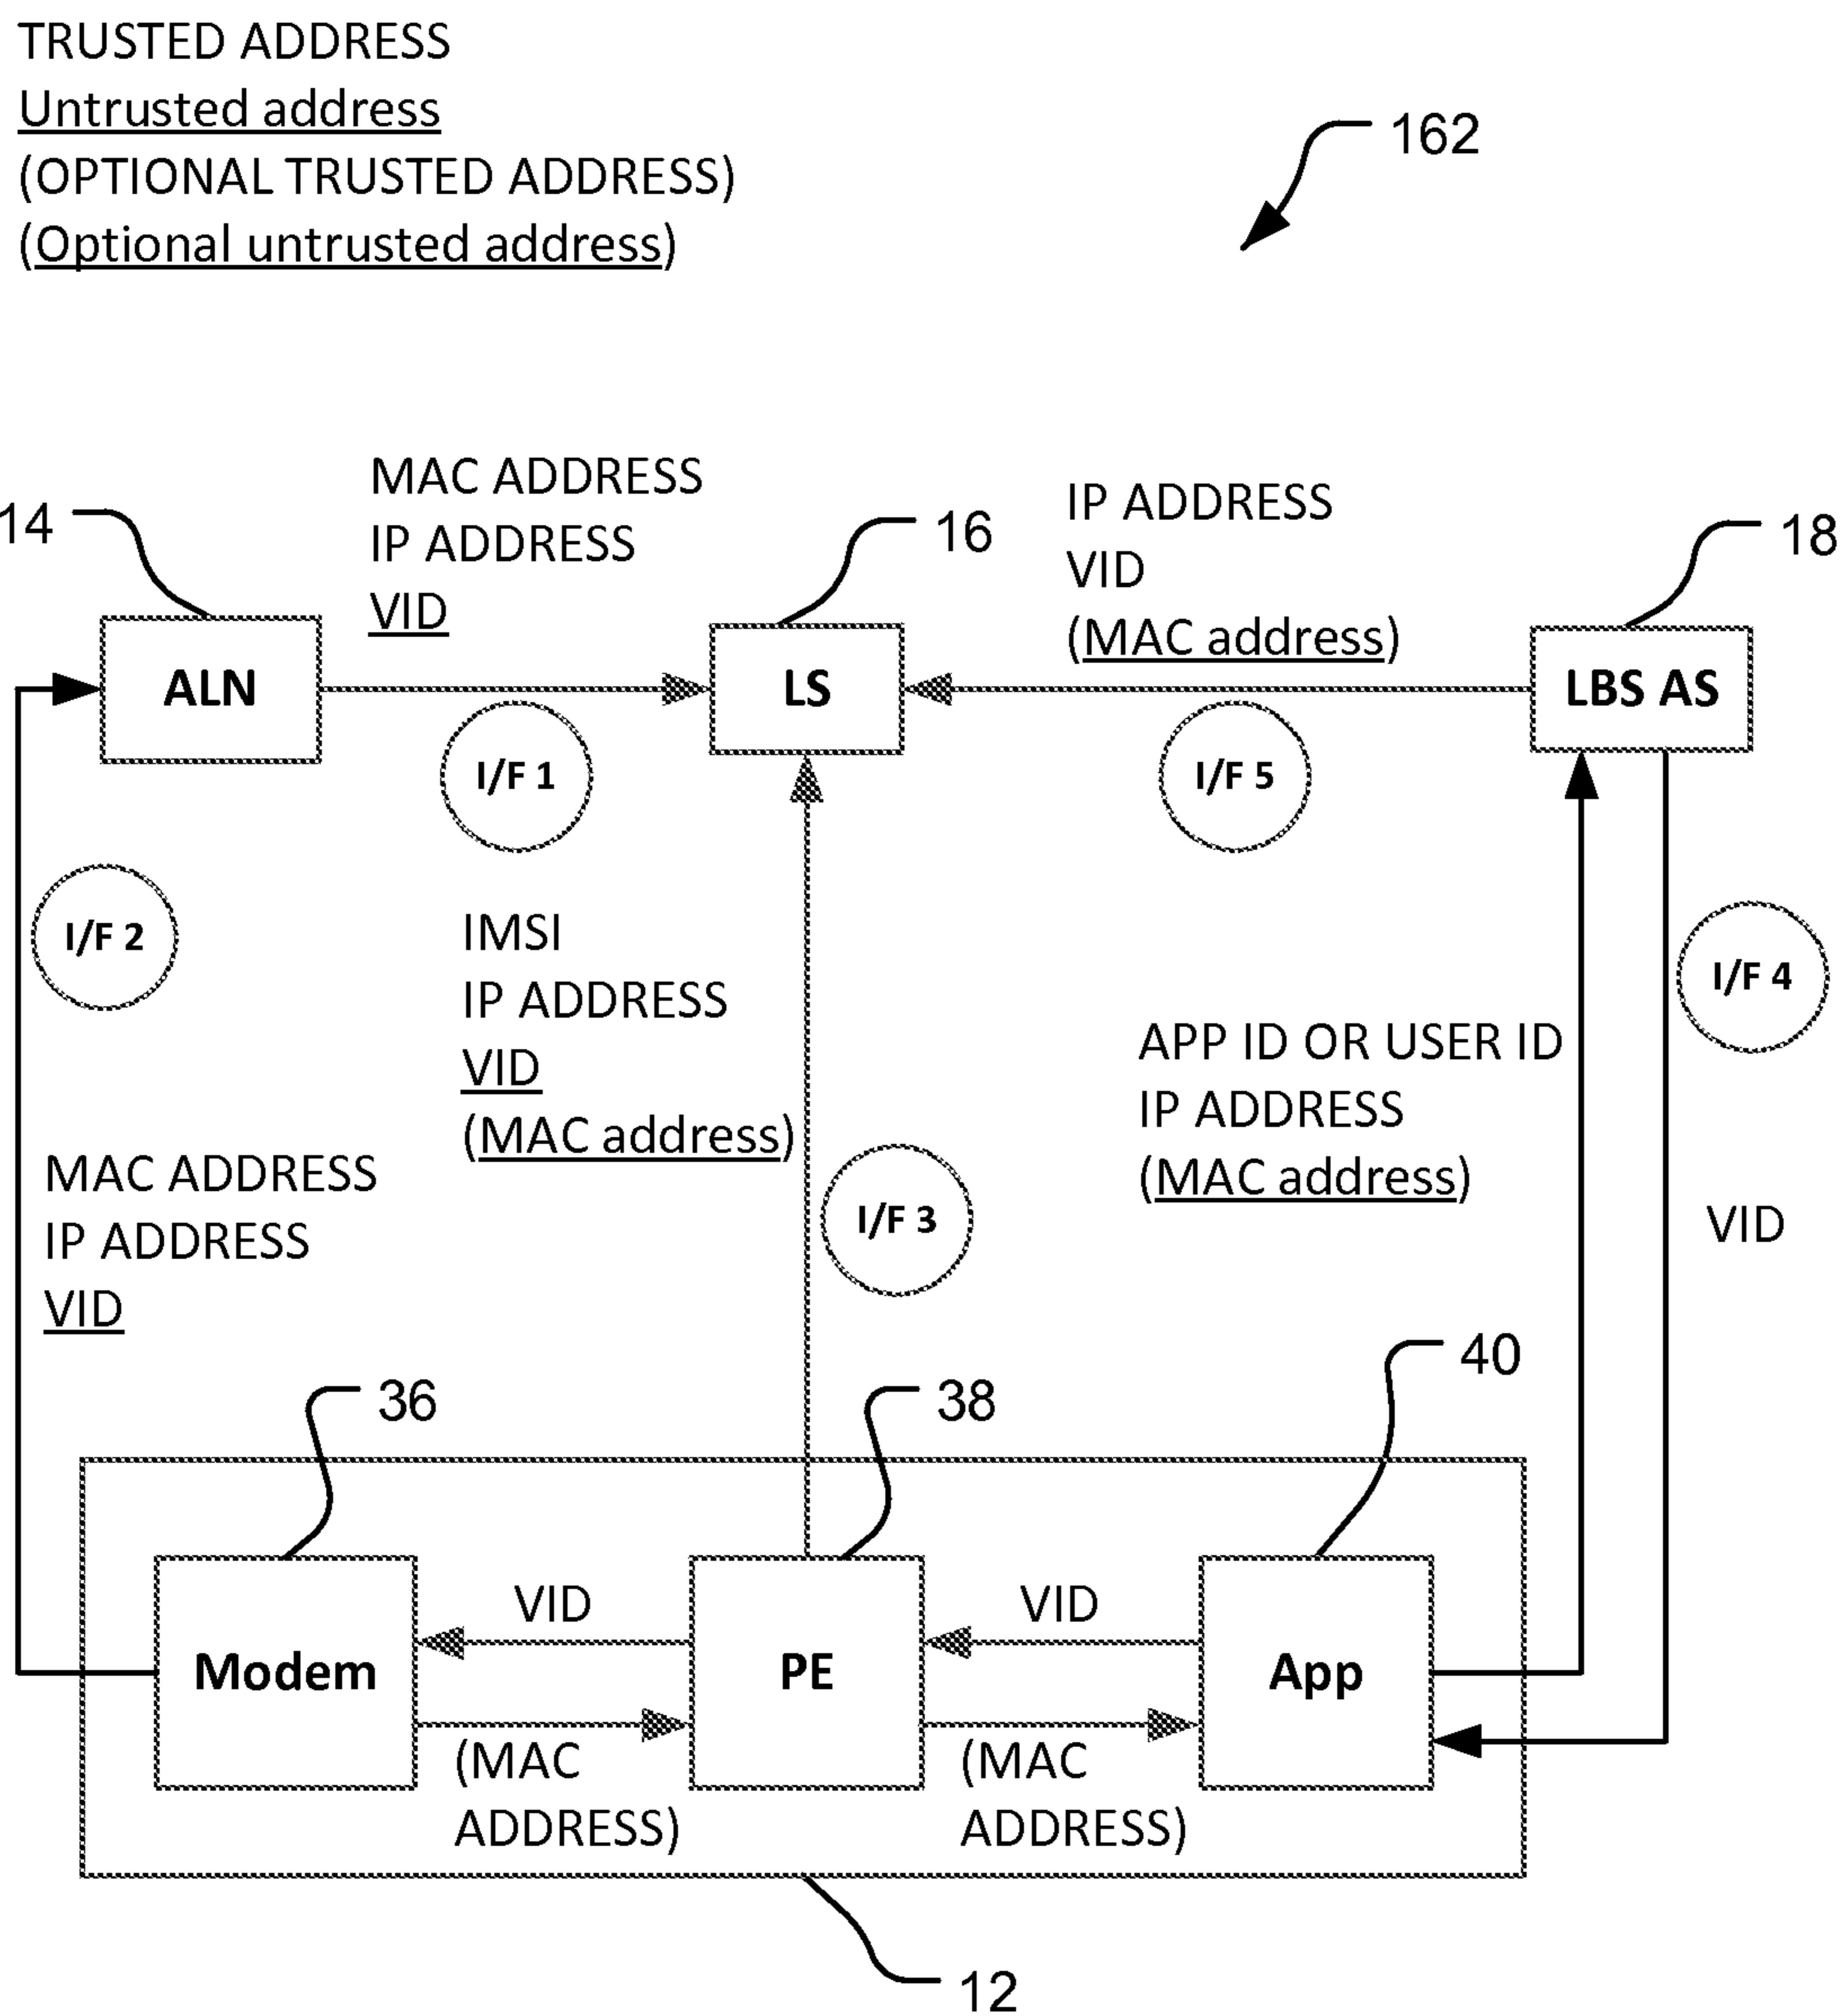 TRUSTED ADDRESS
Untrusted address
(OPTIONAL TRUSTED ADDRESS)
(Optional untrusted address)
162
MAC ADDRESS
IP ADDRESS
VID
IP ADDRESS
VID
(MAC address)
14
16
18
ALN
LS
LBS AS
I/F 1
I/F 5
I/F 2
I/F 4
IMSI
IP ADDRESS
VID
(MAC address)
APP ID OR USER ID
IP ADDRESS
(MAC address)
MAC ADDRESS
IP ADDRESS
VID
I/F 3
VID
36
38
40
VID
VID
Modem
PE
App
(MAC
ADDRESS)
(MAC
ADDRESS)
12